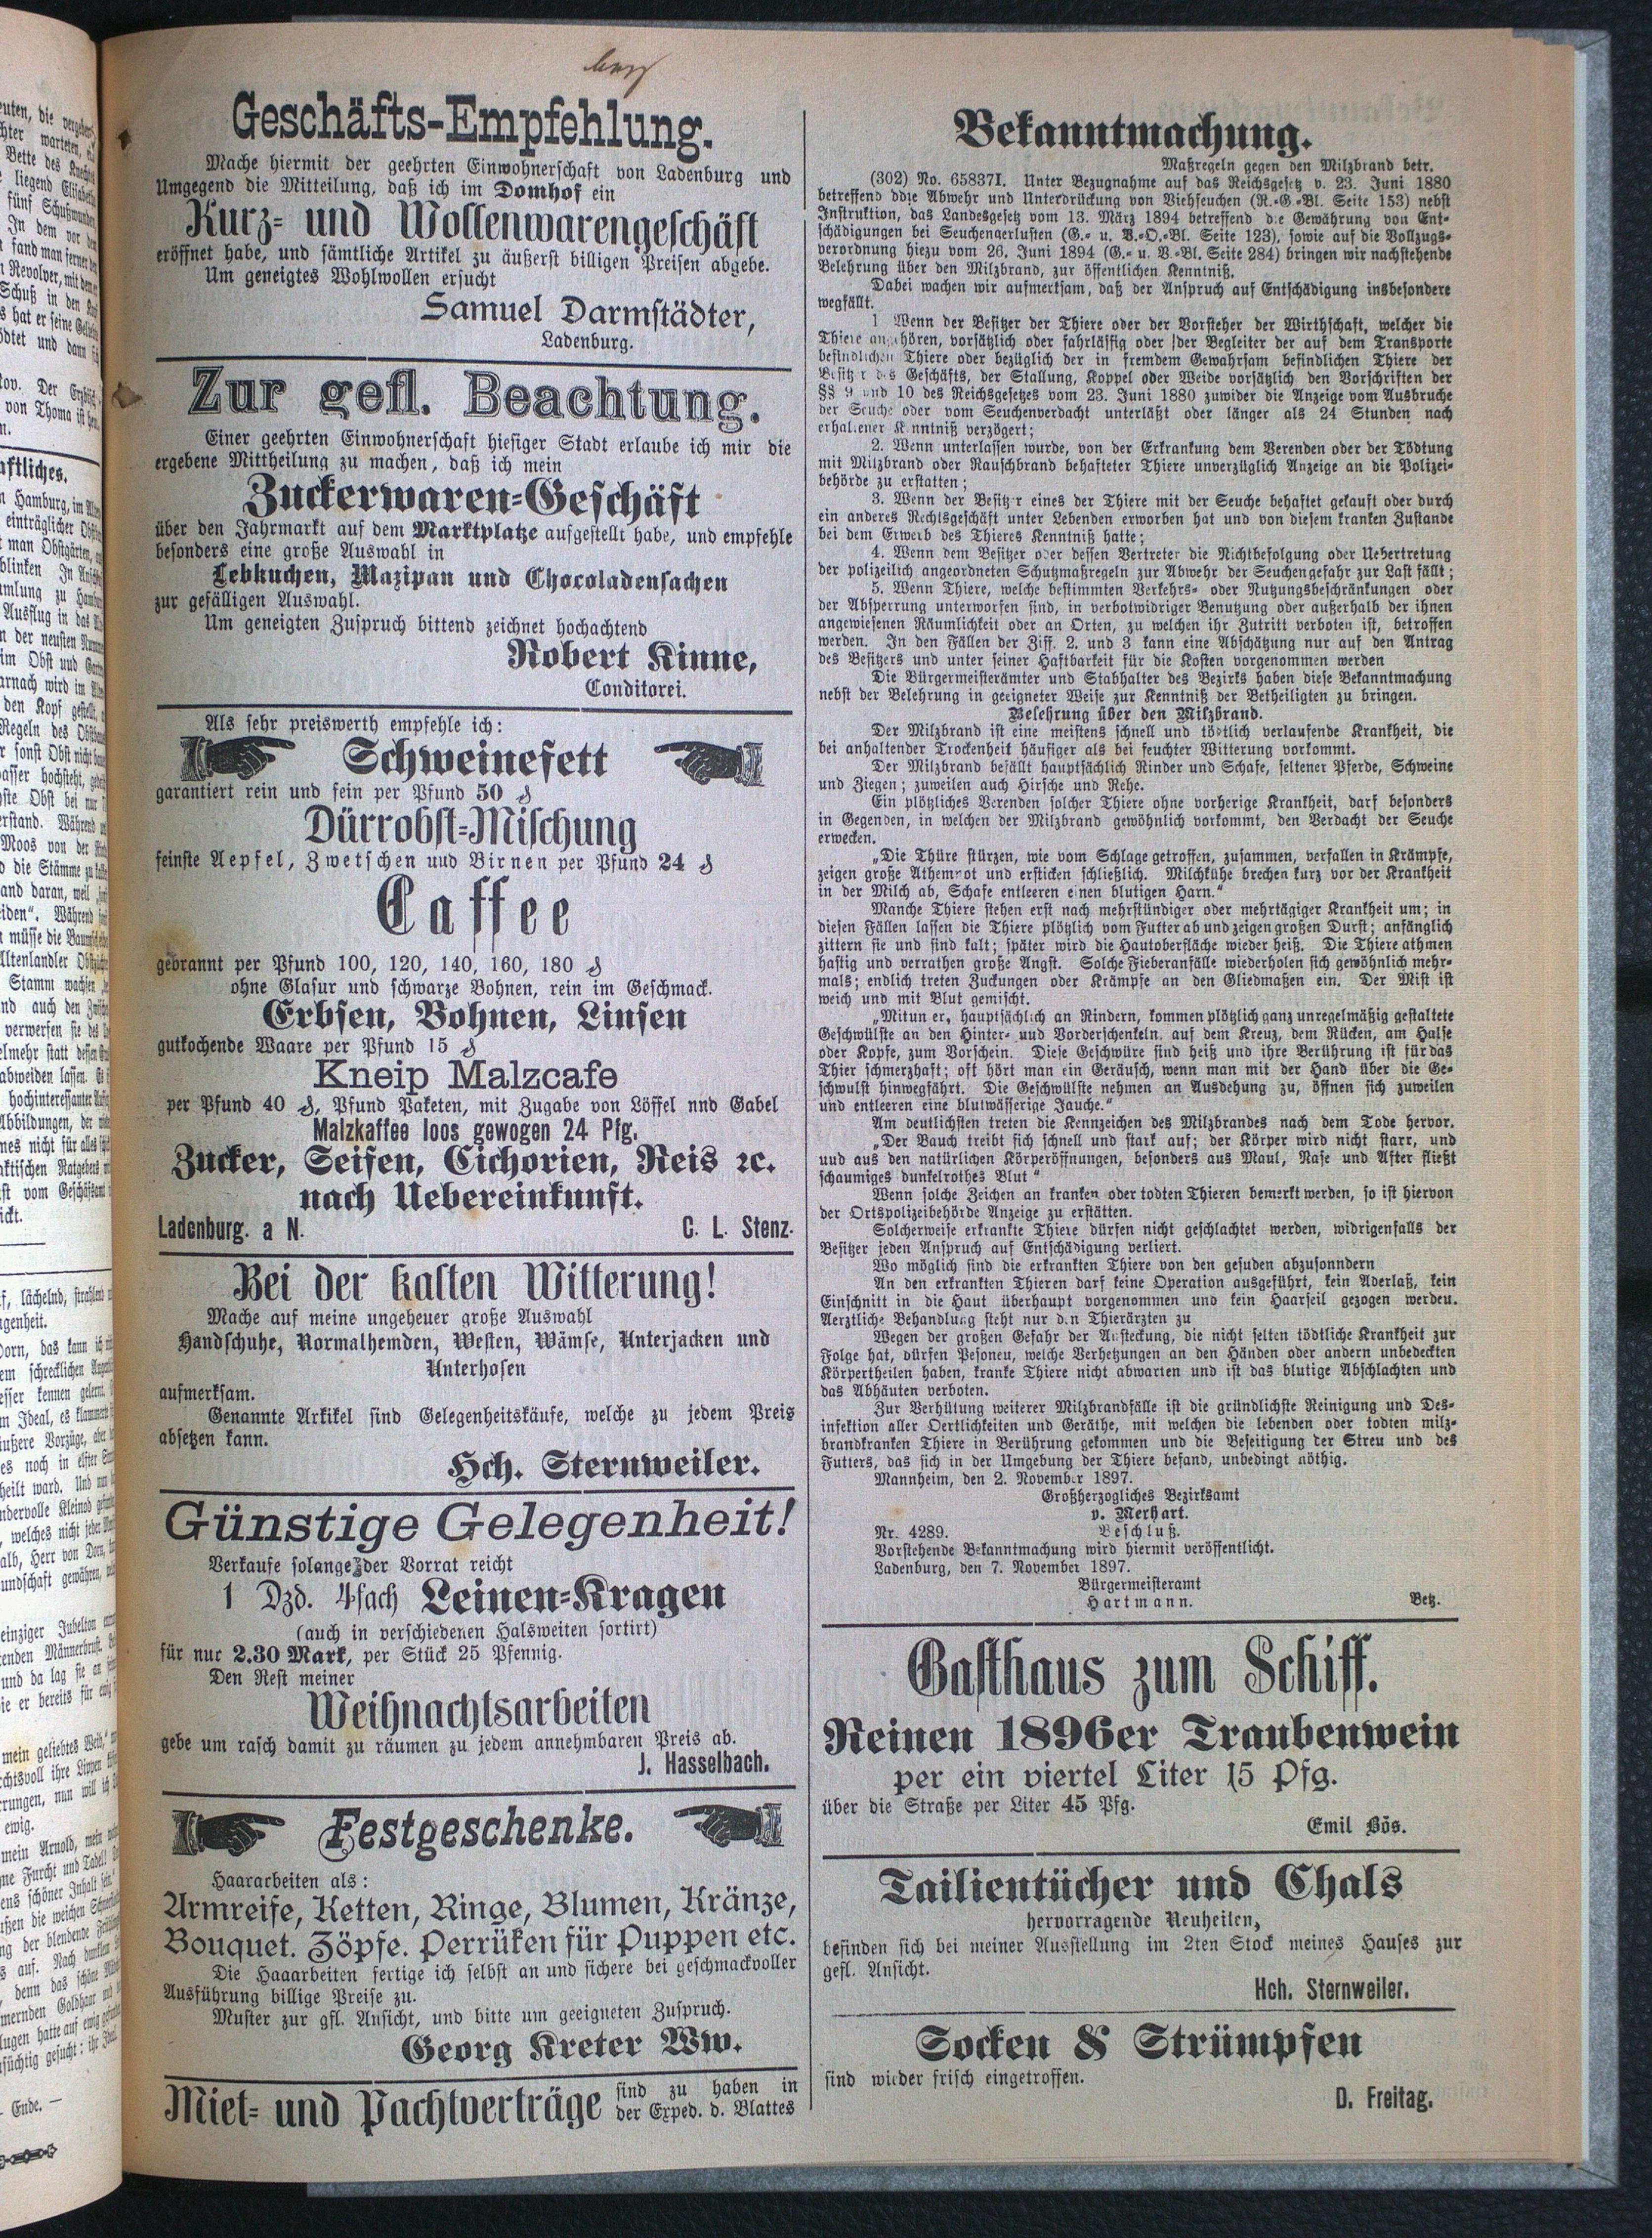 Geschäfts-Empfehlung.
Mache hiermit der geehrten Einwohnerschaft von Ladenburg und
Umgegend die Mitteilung, daß ich im Domhof ein
Kurz- und Wollenwarengeschäft
eröffnet habe, und sämtliche Artikel zu äußerst billigen Preisen abgebe.
Um geneigtes Wohlwollen ersucht
Samuel Darmstädter,
Ladenburg.
Zur gefl. Beachtung.
Einer geehrten Einwohnerschaft hiesiger Stadt erlaube ich mir die
ergebene Mittheilung zu machen, daß ich mein
Zuckerwaren-Geschäft
über den Jahrmarkt auf dem Marktplatze aufgestellt habe, und empfehle
besonders eine große Auswahl in
Lebkuchen, Mazipan und Chocoladensachen
zur gefälligen Auswahl.
Um geneigten Zuspruch bittend zeichnet hochachtend
Robert Kinne,
Conditorei.
Als sehr preiswerth empfehle ich:
Schweinefett
garantiert rein und fein per Pfund 50 ₰
Dürrobst-Mischung
feinste Aepfel, Zwetschen und Birnen per Pfund 24 ₰
Caffee
gebrannt per Pfund 100, 120, 140, 160, 180 ₰
ohne Glasur und schwarze Bohnen, rein im Geschmack.
Erbsen, Bohnen, Linsen
gutkochende Waare per Pfund 15 ₰
Kneip Malzcafe
per Pfund 40 ₰, Pfund Paketen, mit Zugabe von Löffel nnd Gabel
Malzkaffee loos gewogen 24 Pfg.
Zucker, Seifen, Cichorien, Reis ꝛc.
nach Uebereinkunft.
Ladenburg. a N. C. L. Stenz.
Bei der kalten Witterung!
Mache auf meine ungeheuer große Auswahl
Handschuhe, Normalhemden, Westen, Wämse, Unterjacken und
Unterhosen
aufmerksam.
Genannte Artikel sind Gelegenheitskäufe, welche zu jedem Preis
absetzen kann.
Hch. Sternweiler.
Günstige Gelegenheit!
Verkaufe solange der Vorrat reicht
1 Dzd. 4fach Leinen-Kragen
(auch in verschiedenen Halsweiten sortirt)
für nur 2.30 Mark, per Stück 25 Pfennig.
Den Rest meiner
Weihnachtsarbeiten
gebe um rasch damit zu räumen zu jedem annehmbaren Preis ab.
J. Hasselbach.
Festgeschenke.
Haararbeiten als:
Armreife, Ketten, Ringe, Blumen, Kränze,
Bouquet. Zöpfe. Perrüken für Puppen etc.
Die Haaarbeiten fertige ich selbst an und sichere bei geschmackvoller
Ausführung billige Preise zu.
Muster zur gfl. Ansicht, und bitte um geeigneten Zuspruch.
Georg Kreter Ww.
Miet- und Pachtverträge sind zu haben in
der Exped. d. Blattes
Bekanntmachung.
Maßregeln gegen den Milzbrand betr.
(302) No. 65837I. Unter Bezugnahme auf das Reichsgesetz v. 23. Juni 1880
betreffend ddie Abwehr und Unterdrückung von Viehseuchen (R.-G.-Bl. Seite 153) nebst
Instruktion, das Landesgesetz vom 13. März 1894 betreffend die Gewährung von Ent-
schädigungen bei Seuchenerlusten (G.- u. V.-O.-Bl. Seite 123), sowie auf die Vollzugs-
verordnung hiezu vom 26. Juni 1894 (G.- u. V.-Bl. Seite 284) bringen wir nachstehende
Belehrung über den Milzbrand, zur öffentlichen Kenntniß.
Dabei wachen wir aufmerksam, daß der Anspruch auf Entschädigung insbesondere
wegfällt.
1 Wenn der Besitzer der Thiere oder der Vorsteher der Wirthschaft, welcher die
Thiere angehören, vorsätzlich oder fahrlässig oder der Begleiter der auf dem Transporte
befindlichen Thiere oder bezüglich der in fremdem Gewahrsam befindlichen Thiere der
Besitzer des Geschäfts, der Stallung, Koppel oder Weide vorsätzlich den Vorschriften der
§§ 9 und 10 des Reichsgesetzes vom 23. Juni 1880 zuwider die Anzeige vom Ausbruche
der Seuche oder vom Seuchenverdacht unterläßt oder länger als 24 Stunden nach
erhaltener Kenntniß verzögert;
2. Wenn unterlassen wurde, von der Erkrankung dem Verenden oder der Tödtung
mit Milzbrand oder Rauschbrand behafteter Thiere unverzüglich Anzeige an die Polizei-
behörde zu erstatten;
3. Wenn der Besitzer eines der Thiere mit der Seuche behaftet gekauft oder durch
ein anderes Rechtsgeschäft unter Lebenden erworben hat und von diesem kranken Zustande
bei dem Erwerb des Thieres Kenntniß hatte;
4. Wenn dem Besitzer oder dessen Vertreter die Nichtbefolgung oder Uebertretung
der polizeilich angeordneten Schutzmaßregeln zur Abwehr der Seuchengefahr zur Last fällt;
5. Wenn Thiere, welche bestimmten Verkehrs- oder Nutzungsbeschränkungen oder
der Absperrung unterworfen sind, in verbotwidriger Benutzung oder außerhalb der ihnen
angewiesenen Räumlichkeit oder an Orten, zu welchen ihr Zutritt verboten ist, betroffen
werden. In den Fällen der Ziff. 2. und 3 kann eine Abschätzung nur auf den Antrag
des Besitzers und unter seiner Haftbarkeit für die Kosten vorgenommen werden
Die Bürgermeisterämter und Stabhalter des Bezirks haben diese Bekanntmachung
nebst der Belehrung in geeigneter Weise zur Kenntniß der Betheiligten zu bringen.
Belehrung über den Milzbrand.
Der Milzbrand ist eine meistens schnell und tödtlich verlaufende Krankheit, die
bei anhaltender Trockenheit häufiger als bei feuchter Witterung vorkommt.
Der Milzbrand befällt hauptsächlich Rinder und Schafe, seltener Pferde, Schweine
und Ziegen; zuweilen auch Hirsche und Rehe.
Ein plötzliches Verenden solcher Thiere ohne vorherige Krankheit, darf besonders
in Gegenden, in welchen der Milzbrand gewöhnlich vorkommt, den Verdacht der Seuche
erwecken.
„Die Thüre stürzen, wie vom Schlage getroffen, zusammen, verfallen in Krämpfe,
zeigen große Athemnot und ersticken schließlich. Milchkühe brechen kurz vor der Krankheit
in der Milch ab, Schafe entleeren einen blutigen Harn.“
Manche Thiere stehen erst nach mehrstündiger oder mehrtägiger Krankheit um; in
diesen Fällen lassen die Thiere plötzlich vom Futter ab und zeigen großen Durst; anfänglich
zittern sie und sind kalt; später wird die Hautoberfläche wieder heiß. Die Thiere athmen
hastig und verrathen große Angst. Solche Fieberanfälle wiederholen sich gewöhnlich mehr-
mals; endlich treten Zuckungen oder Krämpfe an den Gliedmaßen ein. Der Mist ist
weich und mit Blut gemischt.
„Mitun er, hauptsächlich an Rindern, kommen plötzlich ganz unregelmäßig gestaltete
Geschwülste an den Hinter- und Vorderschenkeln, auf dem Kreuz, dem Rücken, am Halse
oder Kopfe, zum Vorschein. Diese Geschwüre sind heiß und ihre Berührung ist für das
Thier schmerzhaft; oft hört man ein Geräusch, wenn man mit der Hand über die Ge-
schwulst hinwegfährt. Die Geschwülste nehmen an Ausdehung zu, öffnen sich zuweilen
und entleeren eine blutwässerige Jauche.“
Am deutlichsten treten die Kennzeichen des Milzbrandes nach dem Tode hervor.
„Der Bauch treibt sich schnell und stark auf; der Körper wird nicht starr, und
uud aus den natürlichen Körperöffnungen, besonders aus Maul, Nase und After fließt
schaumiges dunkelrothes Blut“
Wenn solche Zeichen an kranken oder todten Thieren bemerkt werden, so ist hiervon
der Ortspolizeibehörde Anzeige zu erstätten.
Solcherweise erkrankte Thiere dürfen nicht geschlachtet werden, widrigenfalls der
Besitzer jeden Anspruch auf Entschädigung verliert.
Wo möglich sind die erkrankten Thiere von den gesuden abzusonndern
An den erkrankten Thieren darf keine Operation ausgeführt, kein Aderlaß, kein
Einschnitt in die Haut überhaupt vorgenommen und kein Haarseil gezogen werden.
Aerztliche Behandlung steht nur den Thierärzten zu
Wegen der großen Gefahr der Ansteckung, die nicht selten tödtliche Krankheit zur
Folge hat, dürfen Pesonen, welche Verhetzungen an den Händen oder andern unbedeckten
Körpertheilen haben, kranke Thiere nicht abwarten und ist das blutige Abschlachten und
das Abhäuten verboten.
Zur Verhütung weiterer Milzbrandfälle ist die gründlichste Reinigung und Des-
infektion aller Oertlichkeiten und Geräthe, mit welchen die lebenden oder todten milz-
brandkranken Thiere in Berührung gekommen und die Beseitigung der Streu und des
Futters, das sich in der Umgebung der Thiere befand, unbedingt nöthig.
Mannheim, den 2. November 1897.
Großherzogliches Bezirksamt
v. Merhart.
Nr. 4289. Beschluß.
Vorstehende Bekanntmachung wird hiermit veröffentlicht.
Ladenburg, den 7. November 1897.
Bürgermeisteramt
Hartmann. Betz.
Gasthaus zum Schiff.
Reinen 1896er Traubenwein
per ein viertel Liter 15 Pfg.
über die Straße per Liter 45 Pfg.
Emil Bös.
Tailientücher und Chals
hervorragende Neuheiten,
befinden sich bei meiner Ausstellung im 2ten Stock meines Hauses zur
gefl. Ansicht.
Hch. Sternweiler.
Socken & Strümpfen
sind wieder frisch eingetroffen.
D. Freitag.